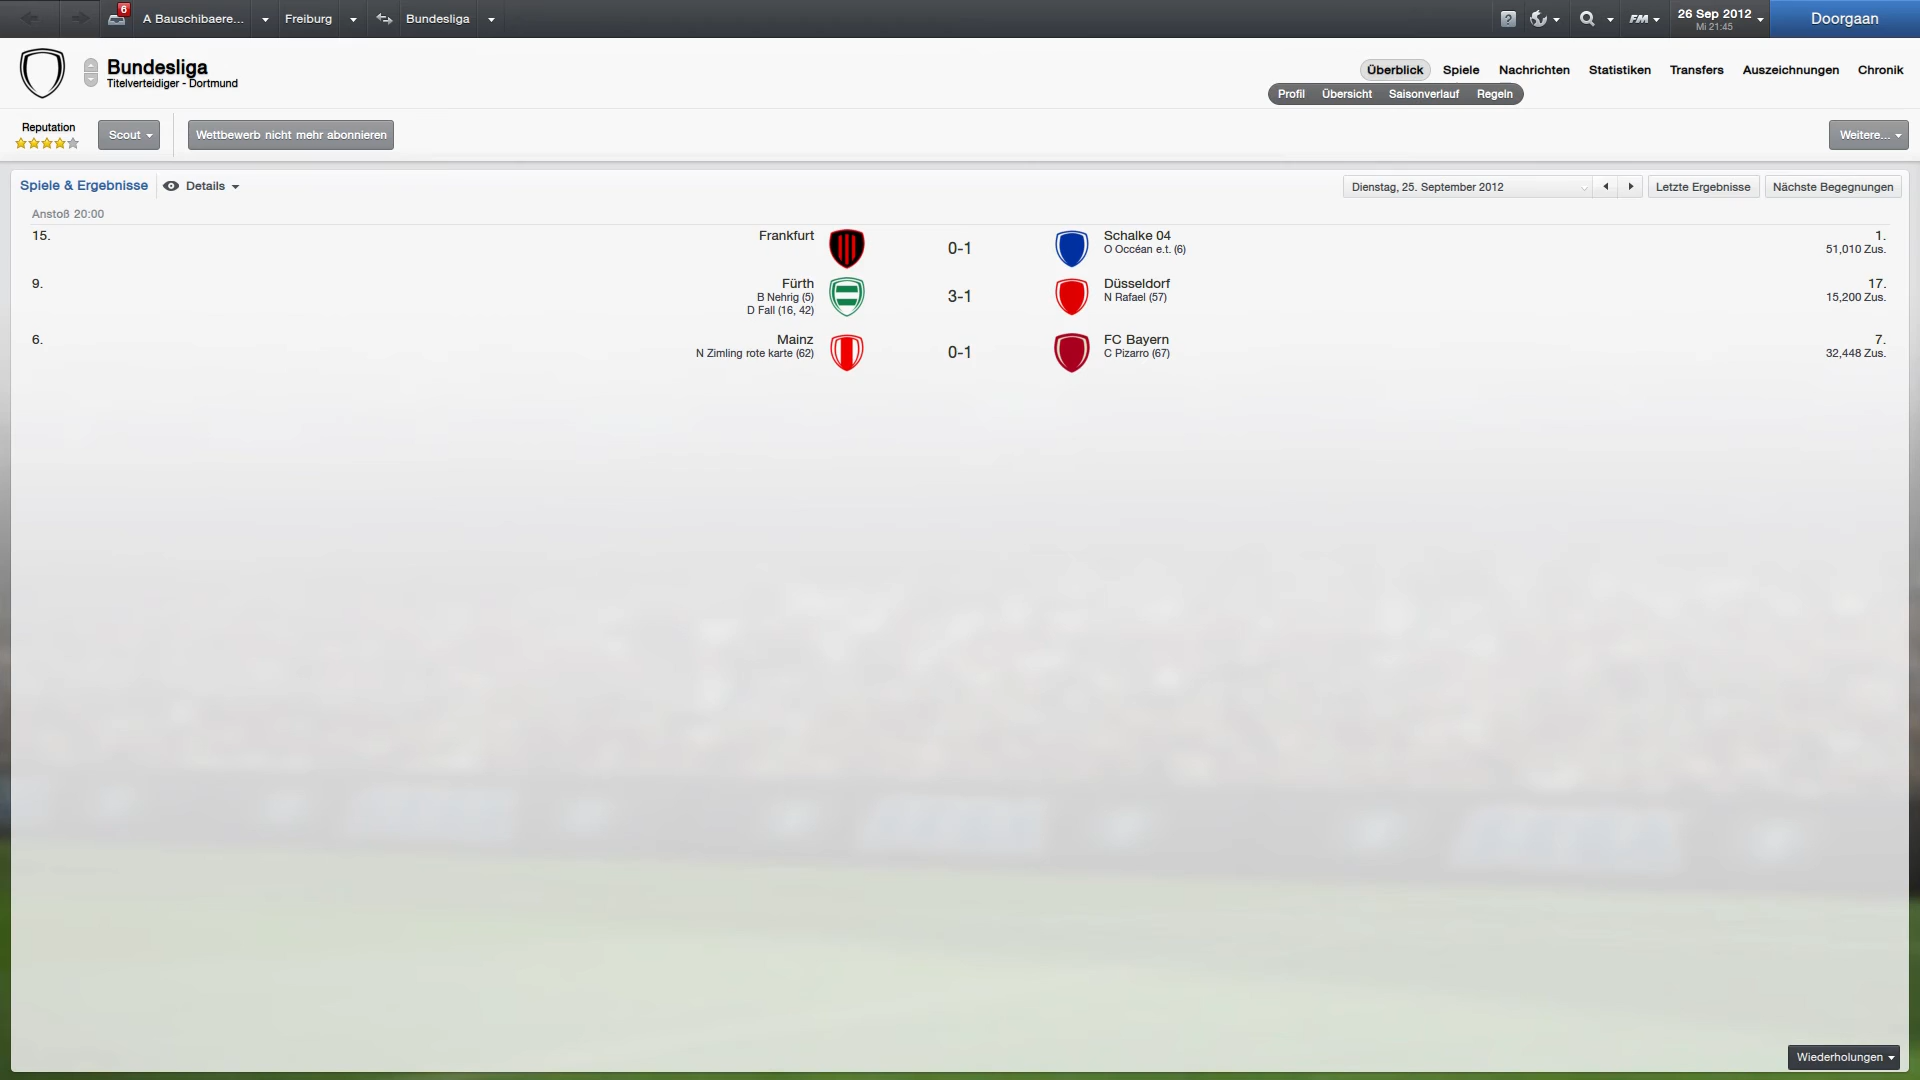 6
A Bauschibaere...
Freiburg
Bundesliga
?
FM
26 Sep 2012
Mi 21:45
Doorgaan
Bundesliga
Titelverteidiger - Dortmund
Überblick Spiele Nachrichten Statistiken Transfers Auszeichnungen Chronik
Profil Übersicht Saisonverlauf Regeln
Reputation
Scout
Wettbewerb nicht mehr abonnieren
Weitere...
Spiele & Ergebnisse
Details
Dienstag, 25. September 2012
Letzte Ergebnisse
Nächste Begegnungen
Anstoß 20:00
15. Frankfurt 0-1 Schalke 04 1.
O Occéan e.t. (6) 51,010 Zus.
9. Fürth 3-1 Düsseldorf 17.
B Nehrig (5) N Rafael (57) 15,200 Zus.
D Fall (16, 42)
6. Mainz 0-1 FC Bayern 7.
N Zimling rote karte (62) C Pizarro (67) 32,448 Zus.
Wiederholungen